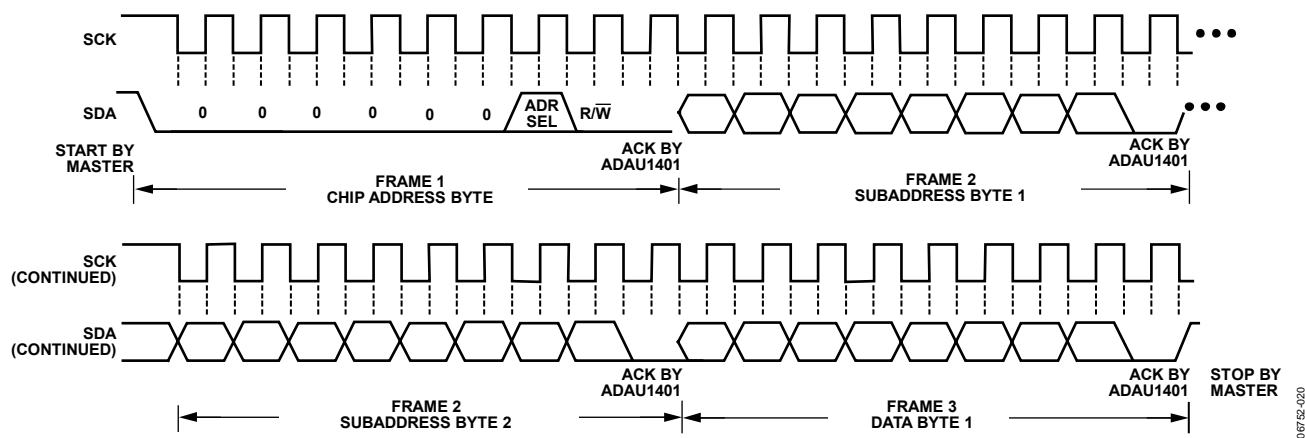 SCK
SDA
0 0 0 0 0 0 ADR SEL R/W̅
START BY
MASTER
ACK BY
ADAU1401
ACK BY
ADAU1401
FRAME 1
CHIP ADDRESS BYTE
FRAME 2
SUBADDRESS BYTE 1
SCK
(CONTINUED)
SDA
(CONTINUED)
ACK BY
ADAU1401
ACK BY
ADAU1401
STOP BY
MASTER
FRAME 2
SUBADDRESS BYTE 2
FRAME 3
DATA BYTE 1
06752-020